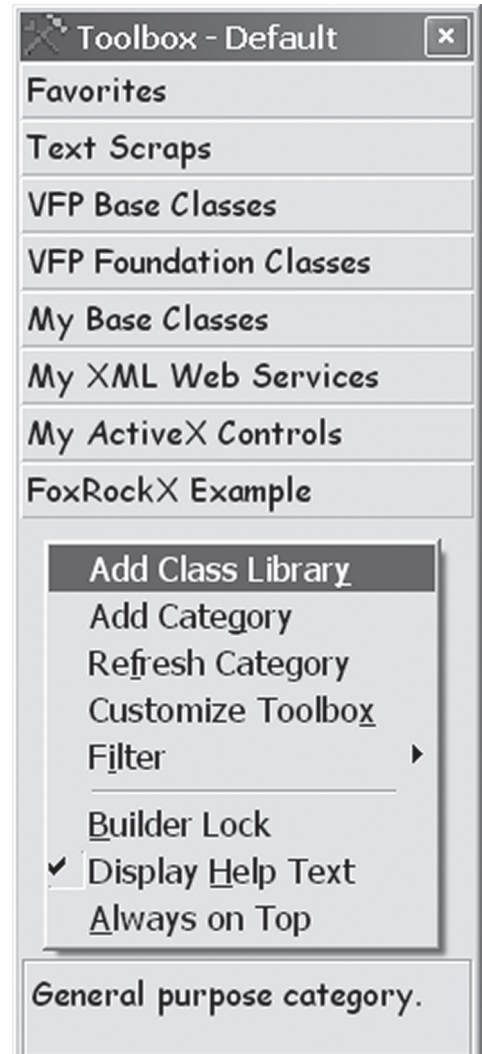 Toolbox - Default
Favorites
Text Scraps
VFP Base Classes
VFP Foundation Classes
My Base Classes
My XML Web Services
My ActiveX Controls
FoxRockX Example
Add Class Library
Add Category
Refresh Category
Customize Toolbox
Filter
Builder Lock
Display Help Text
Always on Top
General purpose category.